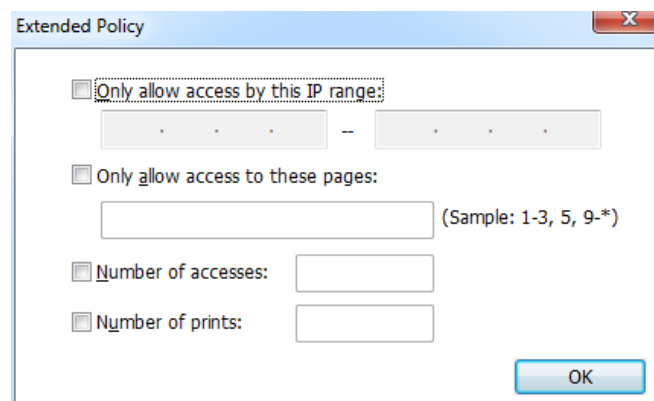 Extended Policy
Only allow access by this IP range:
. . . -- . . .
Only allow access to these pages:
(Sample: 1-3, 5, 9-*)
Number of accesses:
Number of prints:
OK